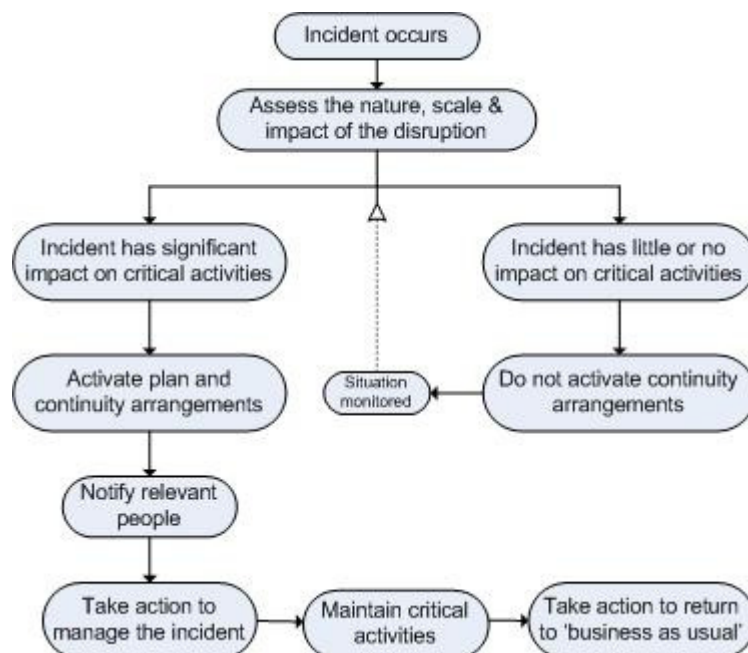 Incident occurs
Assess the nature, scale &
impact of the disruption
Incident has significant
impact on critical activities
Incident has little or no
impact on critical activities
Activate plan and
continuity arrangements
Situation
monitored
Do not activate continuity
arrangements
Notify relevant
people
Take action to
manage the incident
Maintain critical
activities
Take action to return
to ‘business as usual’